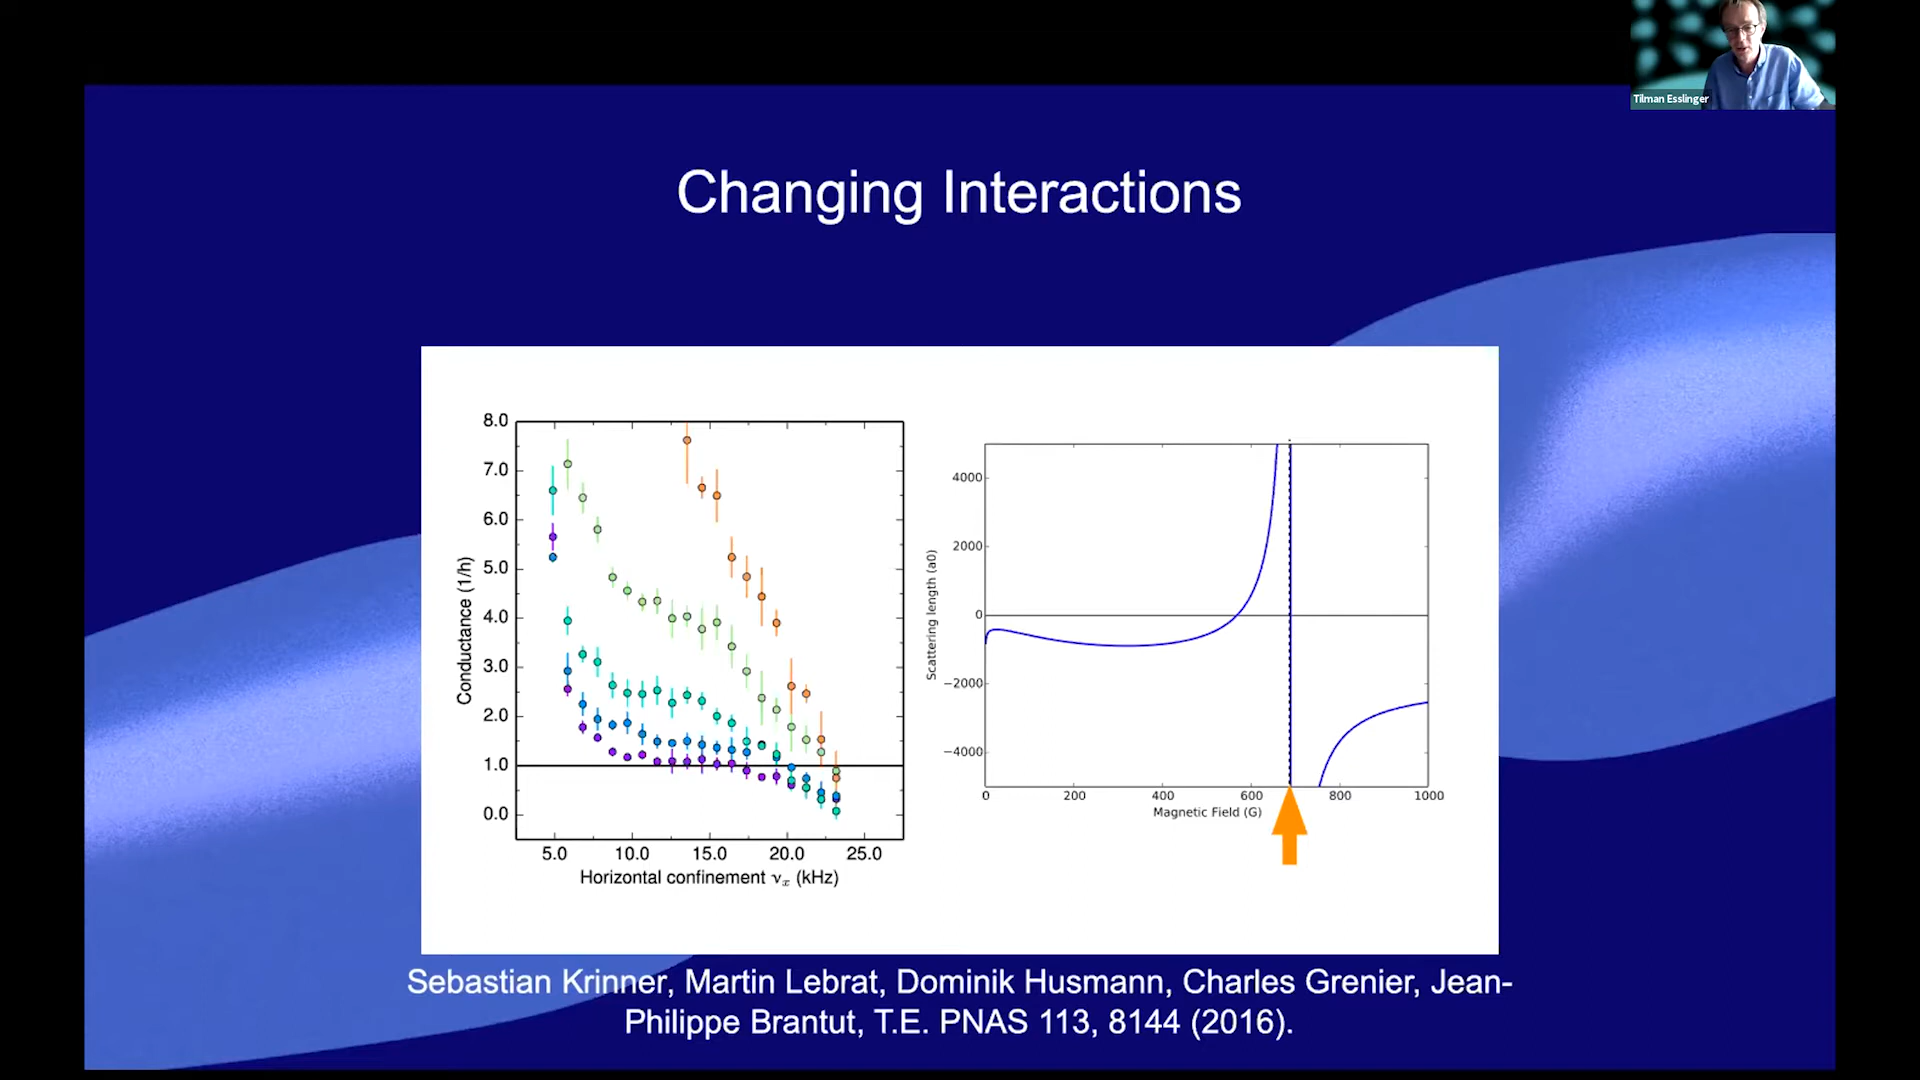 Tilman Esslinger
Changing Interactions
8.0
7.0
6.0
5.0
4.0
3.0
2.0
1.0
0.0
Conductance (1/h)
5.0 10.0 15.0 20.0 25.0
Horizontal confinement νₓ (kHz)
4000
2000
0
−2000
−4000
Scattering length (a0)
0 200 400 600 800 1000
Magnetic Field (G)
Sebastian Krinner, Martin Lebrat, Dominik Husmann, Charles Grenier, Jean-
Philippe Brantut, T.E. PNAS 113, 8144 (2016).